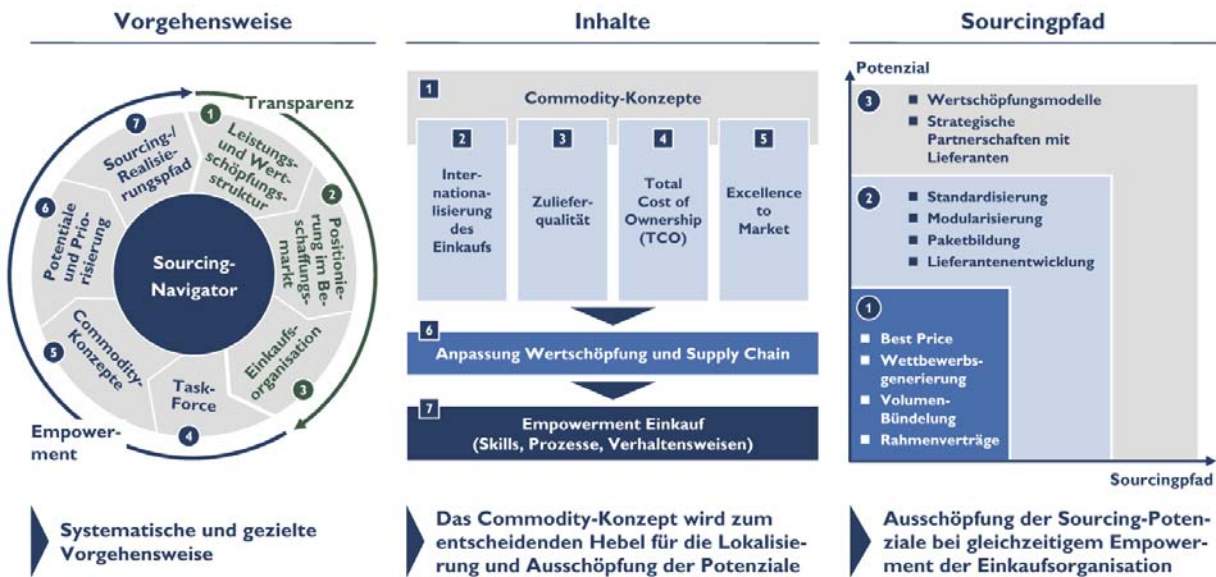 Vorgehensweise
Transparenz
1
Leistungs-
und Wert-
schöpfungs-
struktur
2
Positionie-
rung im Be-
schaffungs-
markt
3
Einkaufs-
organisation
4
Task-
Force
5
Commodity-
Konzepte
6
Potentiale
und Prio-
risierung
7
Sourcing-/
Realisie-
rungspfad
Sourcing-
Navigator
Empower-
ment
Systematische und gezielte
Vorgehensweise
Inhalte
1
Commodity-Konzepte
2
Inter-
nationa-
lisierung
des
Einkaufs
3
Zuliefer-
qualität
4
Total
Cost of
Ownership
(TCO)
5
Excellence
to
Market
6
Anpassung Wertschöpfung und Supply Chain
7
Empowerment Einkauf
(Skills, Prozesse, Verhaltensweisen)
Das Commodity-Konzept wird zum
entscheidenden Hebel für die Lokalisie-
rung und Ausschöpfung der Potenziale
Sourcingpfad
Potenzial
3
Wertschöpfungsmodelle
Strategische
Partnerschaften mit
Lieferanten
2
Standardisierung
Modularisierung
Paketbildung
Lieferantenentwicklung
1
Best Price
Wettbewerbs-
generierung
Volumen-
Bündelung
Rahmenverträge
Sourcingpfad
Ausschöpfung der Sourcing-Poten-
ziale bei gleichzeitigem Empower-
ment der Einkaufsorganisation